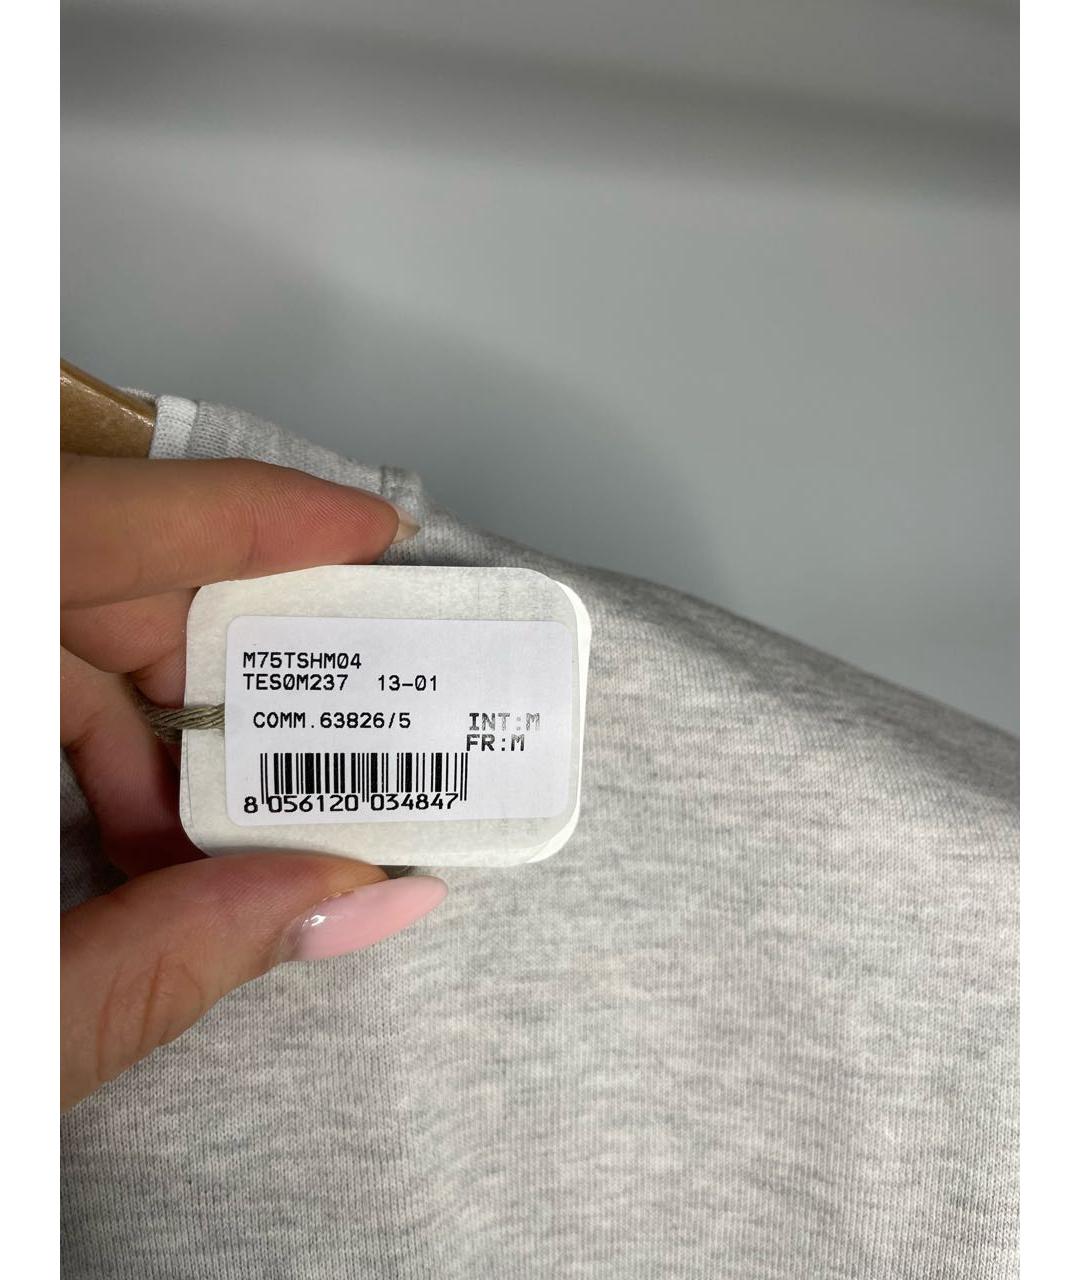 M75TSHM04
TES0M237 13-01
COMM.63826/5 INT:M
FR:M
8 056120 034847